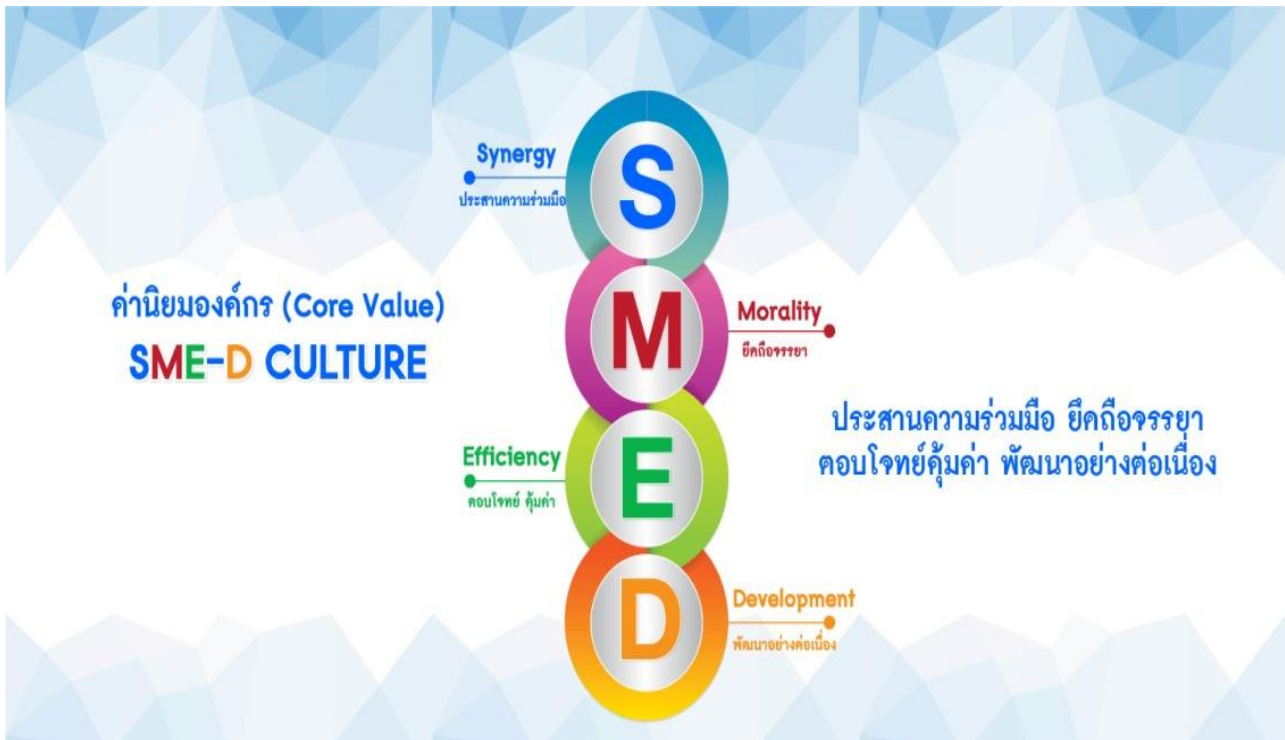 ค่านิยมองค์กร (Core Value)
SME-D CULTURE
S
Synergy
ประสานความร่วมมือ
M
Morality
ยึดถือจรรยา
E
Efficiency
ตอบโจทย์ คุ้มค่า
D
Development
พัฒนาอย่างต่อเนื่อง
ประสานความร่วมมือ ยึดถือจรรยา
ตอบโจทย์คุ้มค่า พัฒนาอย่างต่อเนื่อง